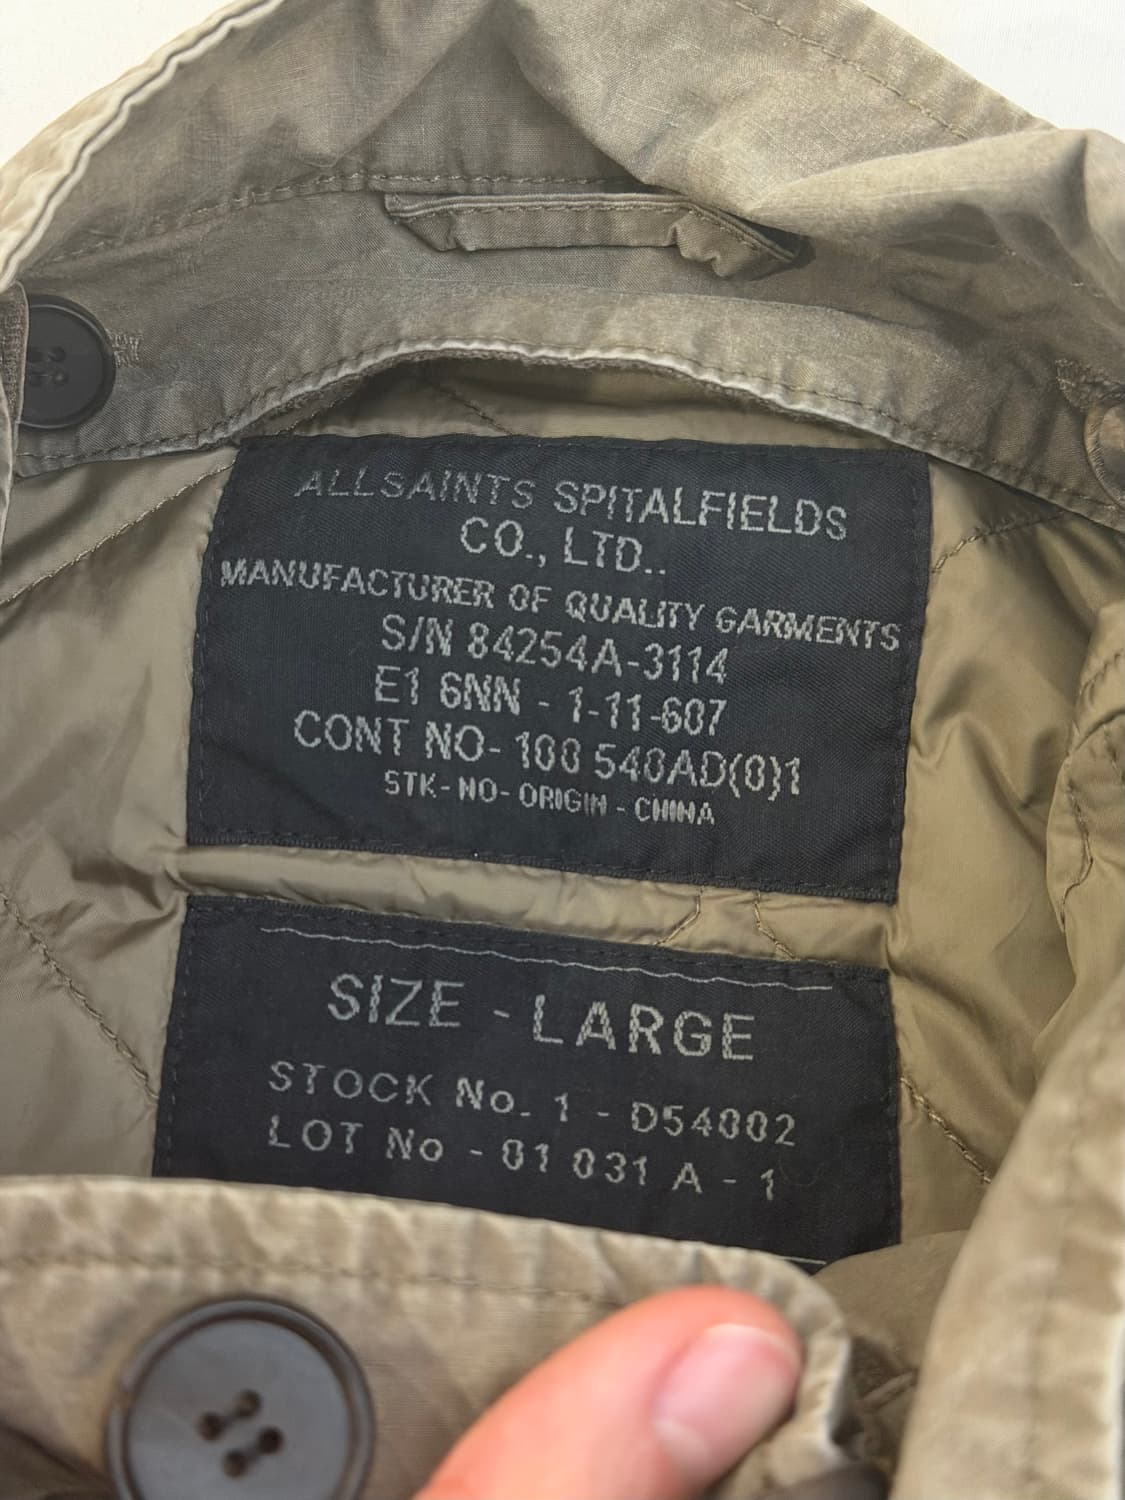 ALLSAINTS SPITALFIELDS
CO., LTD..
MANUFACTURER OF QUALITY GARMENTS
S/N 84254A-3114
E1 6NN - 1-11-607
CONT NO- 100 540AD(0)1
STK-NO-ORIGIN-CHINA
SIZE - LARGE
STOCK No. 1 - D54002
LOT No - 01 031 A - 1